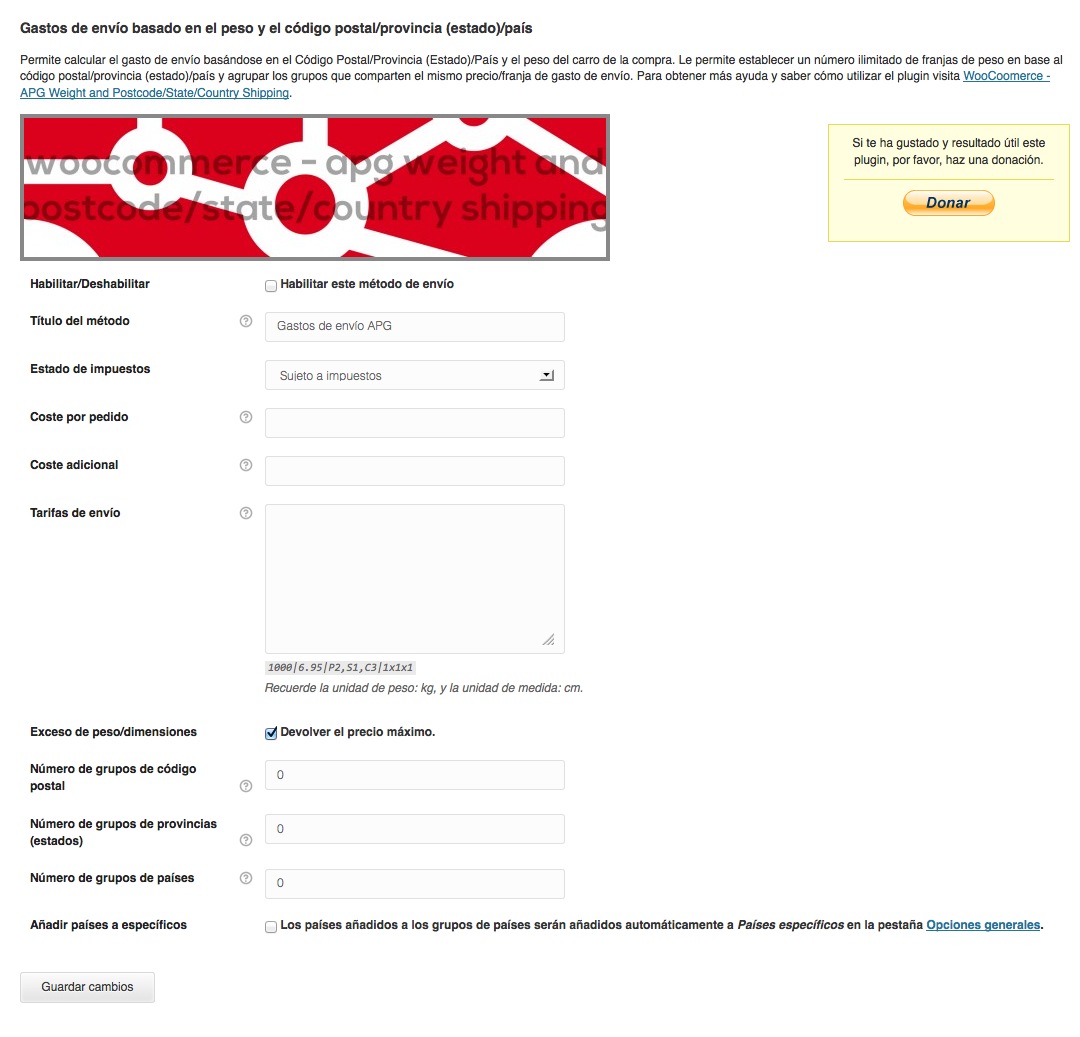 Gastos de envío basado en el peso y el código postal/provincia (estado)/país
Permite calcular el gasto de envío basándose en el Código Postal/Provincia (Estado)/País y el peso del carro de la compra. Le permite establecer un número ilimitado de franjas de peso en base al
código postal/provincia (estado)/país y agrupar los grupos que comparten el mismo precio/franja de gasto de envío. Para obtener más ayuda y saber cómo utilizar el plugin visita WooCoomerce -
APG Weight and Postcode/State/Country Shipping.
woocommerce - apg weight and
postcode/state/country shipping
Si te ha gustado y resultado útil este
plugin, por favor, haz una donación.
Donar
Habilitar/Deshabilitar
Habilitar este método de envío
Título del método
Gastos de envío APG
Estado de impuestos
Sujeto a impuestos
Coste por pedido
Coste adicional
Tarifas de envío
1000|6.95|P2,S1,C3|1x1x1
Recuerde la unidad de peso: kg, y la unidad de medida: cm.
Exceso de peso/dimensiones
Devolver el precio máximo.
Número de grupos de código
postal
0
Número de grupos de provincias
(estados)
0
Número de grupos de países
0
Añadir países a específicos
Los países añadidos a los grupos de países serán añadidos automáticamente a Países específicos en la pestaña Opciones generales.
Guardar cambios